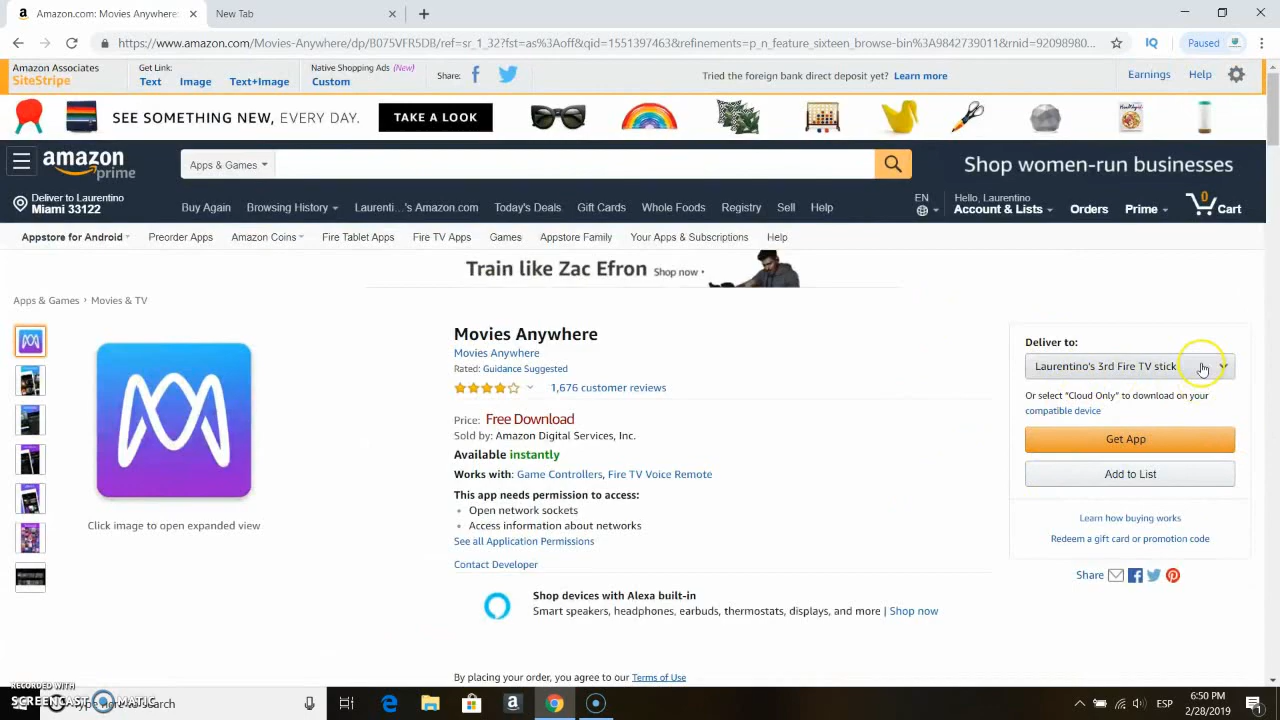 Amazon.com: Movies Anywhere:
New Tab
https://www.amazon.com/Movies-Anywhere/dp/B075VFR5DB/ref=sc_1_32?fst=as%3Aoff&qid=1551397463&refinements=p_n_feature_sixteen_browse-bin%3A9842739011&rnid=92098980...
IQ
Paused
Amazon Associates
SiteStripe
Get Link:
Text Image Text+Image
Native Shopping Ads (New)
Custom
Share:
Tried the foreign bank direct deposit yet? Learn more
Earnings Help
SEE SOMETHING NEW, EVERY DAY. TAKE A LOOK
amazon prime
Apps & Games
Shop women-run businesses
Deliver to Laurentino
Miami 33122
Buy Again Browsing History Laurenti...'s Amazon.com Today's Deals Gift Cards Whole Foods Registry Sell Help
EN
Hello, Laurentino
Account & Lists
Orders
Prime
0
Cart
Appstore for Android Preorder Apps Amazon Coins Fire Tablet Apps Fire TV Apps Games Appstore Family Your Apps & Subscriptions Help
Train like Zac Efron Shop now
Apps & Games › Movies & TV
Click image to open expanded view
Movies Anywhere
Movies Anywhere
Rated: Guidance Suggested
1,676 customer reviews
Price: Free Download
Sold by: Amazon Digital Services, Inc.
Available instantly
Works with: Game Controllers, Fire TV Voice Remote
This app needs permission to access:
• Open network sockets
• Access information about networks
See all Application Permissions
Contact Developer
Shop devices with Alexa built-in
Smart speakers, headphones, earbuds, thermostats, displays, and more | Shop now
By placing your order, you agree to our Terms of Use
Deliver to:
Laurentino's 3rd Fire TV stick
Or select "Cloud Only" to download on your
compatible device
Get App
Add to List
Learn how buying works
Redeem a gift card or promotion code
Share
RECORDED WITH
SCREENCAST MATIC
Type here to search
ESP
6:50 PM
2/28/2019